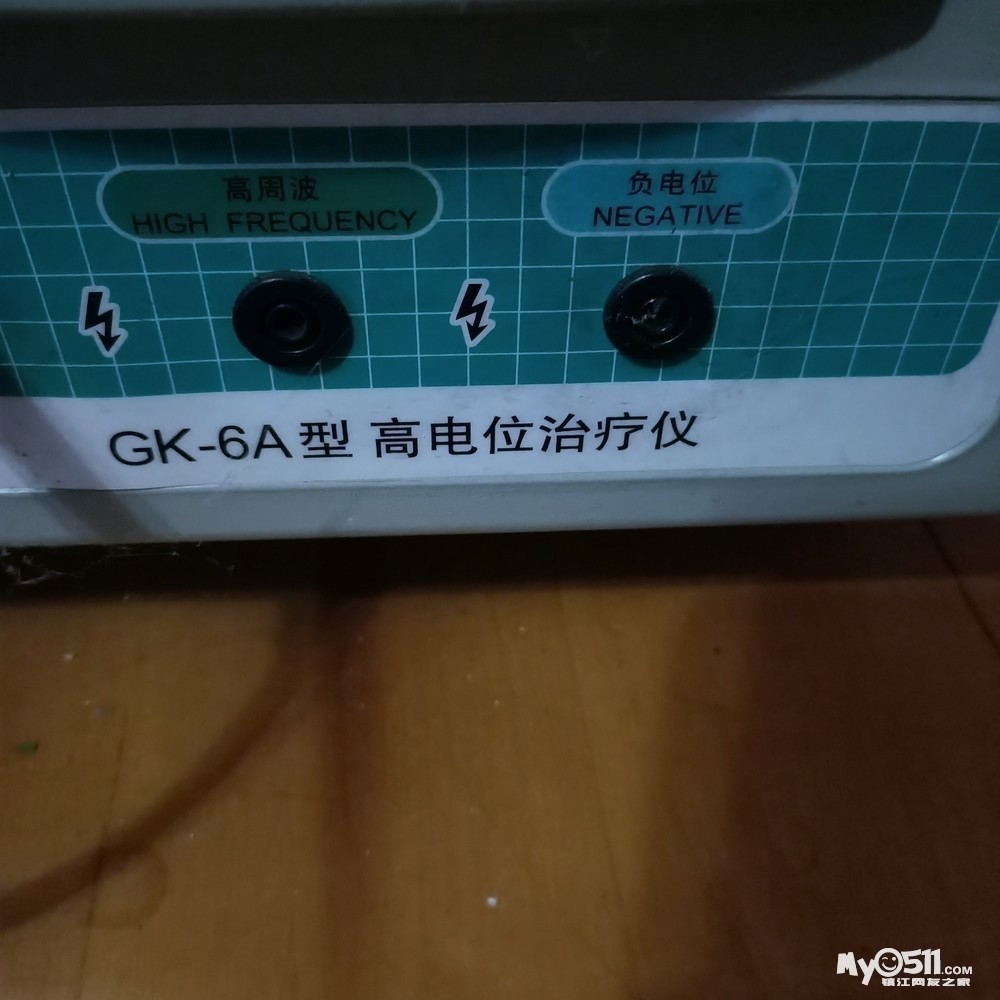 高周波
HIGH FREQUENCY
负电位
NEGATIVE
GK-6A型 高电位治疗仪
My0511.COM
镇江网友之家